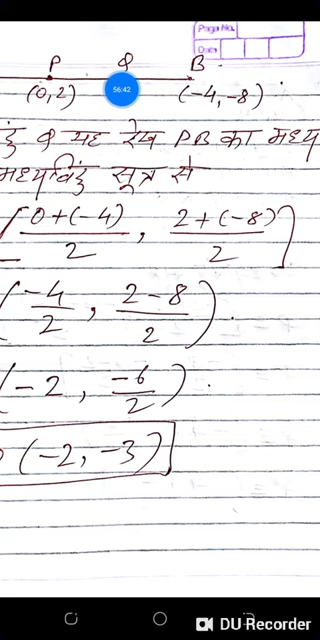 Page No.
Date
P Q B
56:42
(0,2) (-4,-8).
Q यह रेखा PB का मध्य
मध्यबिंदु सूत्र से
[ 0+(-4) / 2 , 2+(-8) / 2 ]
( -4/2 , 2-8/2 ).
(-2 , -6/2 ).
(-2, -3)
DU Recorder